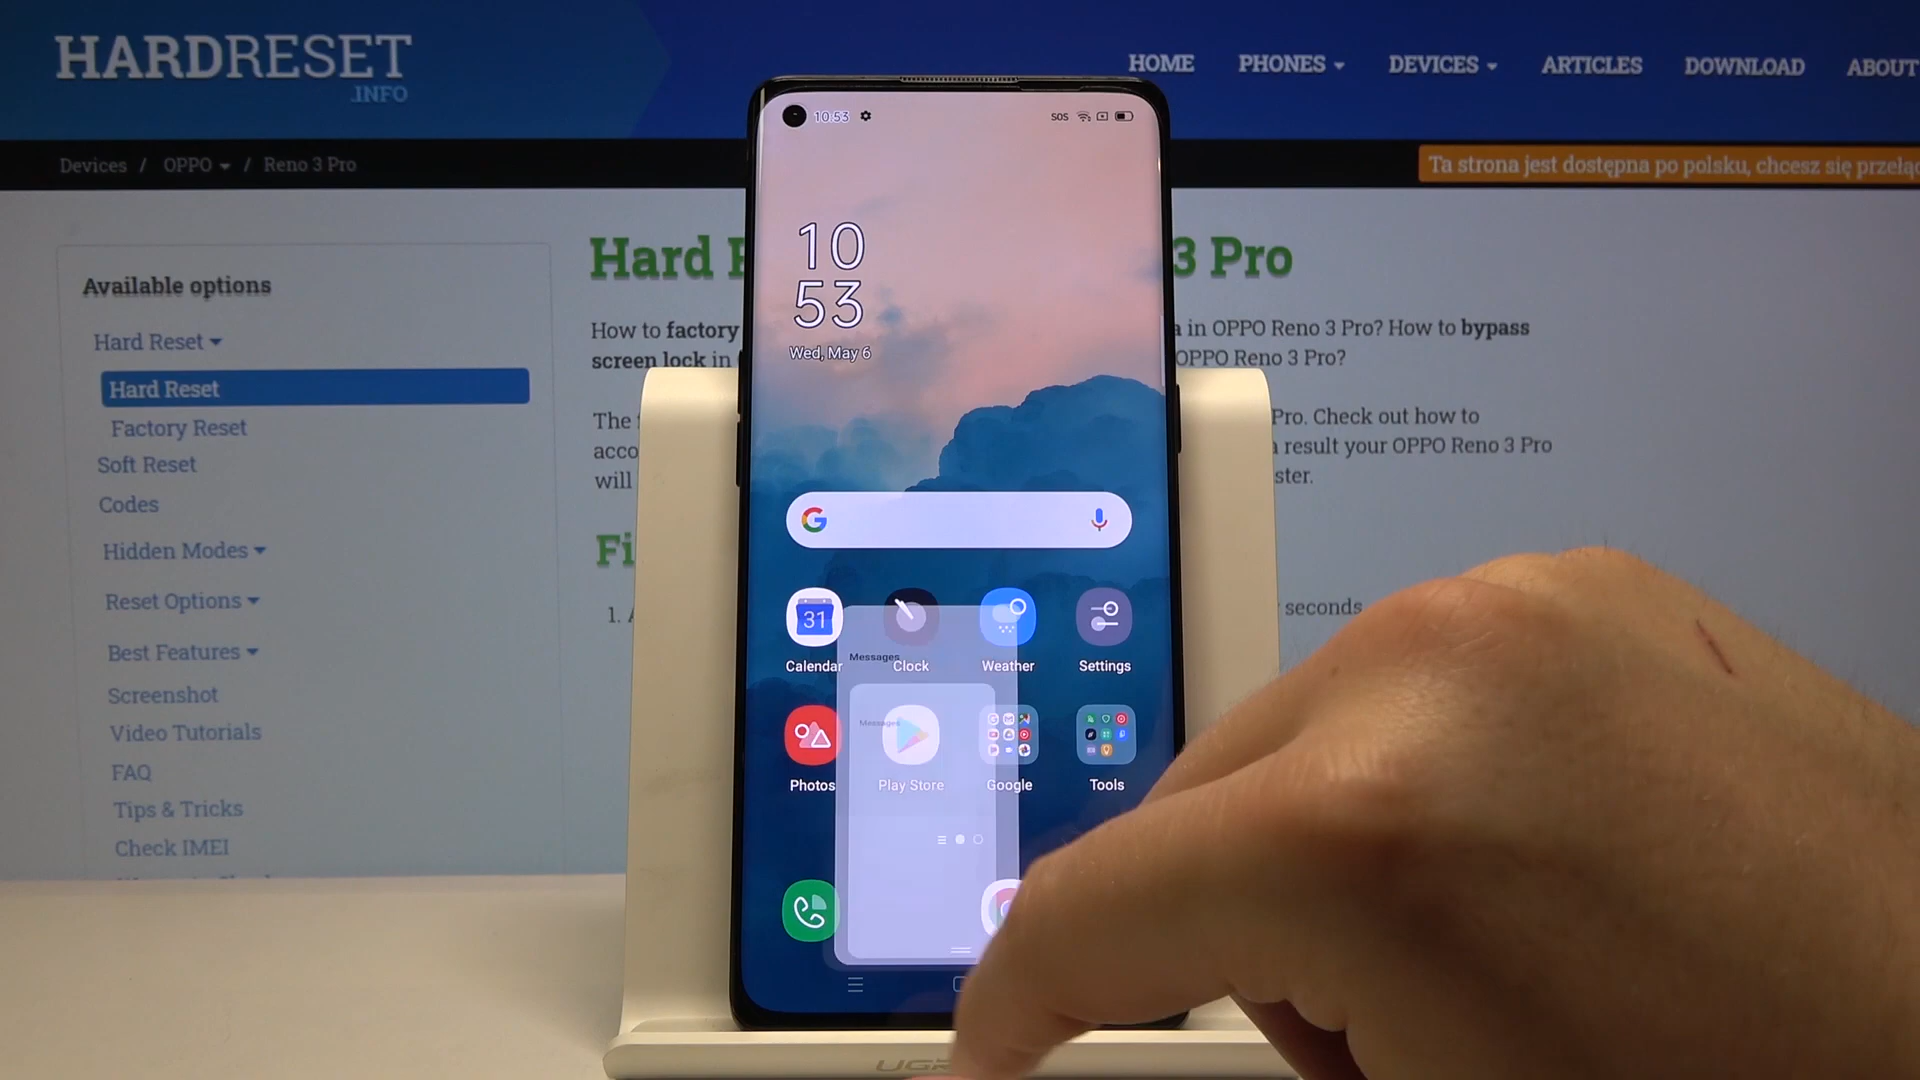 HARDRESET
.INFO
HOME PHONES DEVICES ARTICLES DOWNLOAD ABOUT
Devices / OPPO / Reno 3 Pro
Ta strona jest dostępna po polsku, chcesz się
Available options
Hard Reset
Hard Reset
Factory Reset
Soft Reset
Codes
Hidden Modes
Reset Options
Best Features
Screenshot
Video Tutorials
FAQ
Tips & Tricks
Check IMEI
Hard 3 Pro
How to factory in OPPO Reno 3 Pro? How to bypass
screen lock in OPPO Reno 3 Pro?
The Pro. Check out how to
result your OPPO Reno 3 Pro
will
1. seconds
10:53
SOS
10
53
Wed, May 6
G
31
Calendar Clock Weather Settings
Messages
Messages
Photos Play Store Google Tools